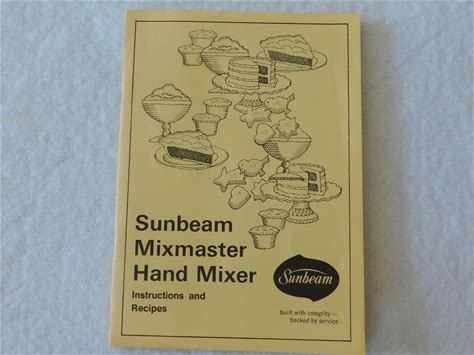 Sunbeam
Mixmaster
Hand Mixer
Instructions and
Recipes
Sunbeam
built with integrity —
backed by service